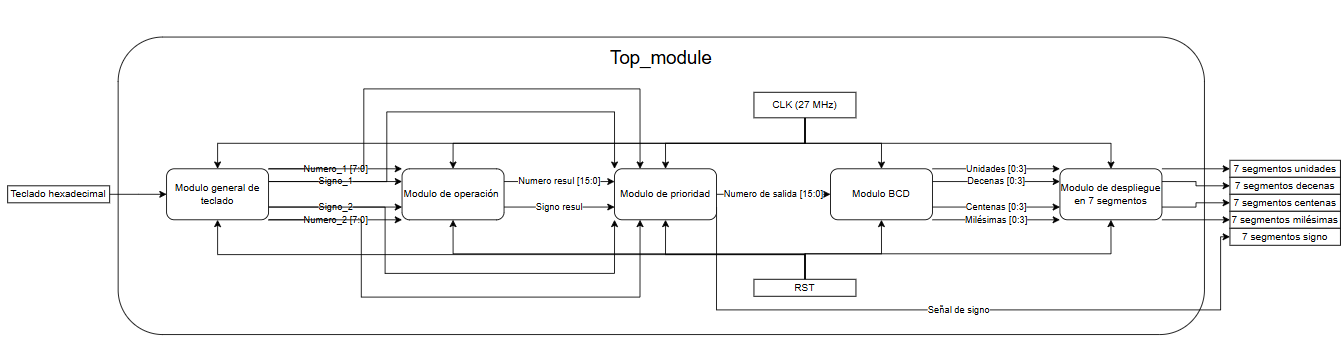 Top_module
CLK (27 MHz)
Teclado hexadecimal
Modulo general de
teclado
Numero_1 [7:0]
Signo_1
Signo_2
Numero_2 [7:0]
Modulo de operación
Numero resul [15:0]
Signo resul
Modulo de prioridad
Numero de salida [15:0]
Modulo BCD
Unidades [0:3]
Decenas [0:3]
Centenas [0:3]
Milésimas [0:3]
Modulo de despliegue
en 7 segmentos
7 segmentos unidades
7 segmentos decenas
7 segmentos centenas
7 segmentos milésimas
7 segmentos signo
RST
Señal de signo